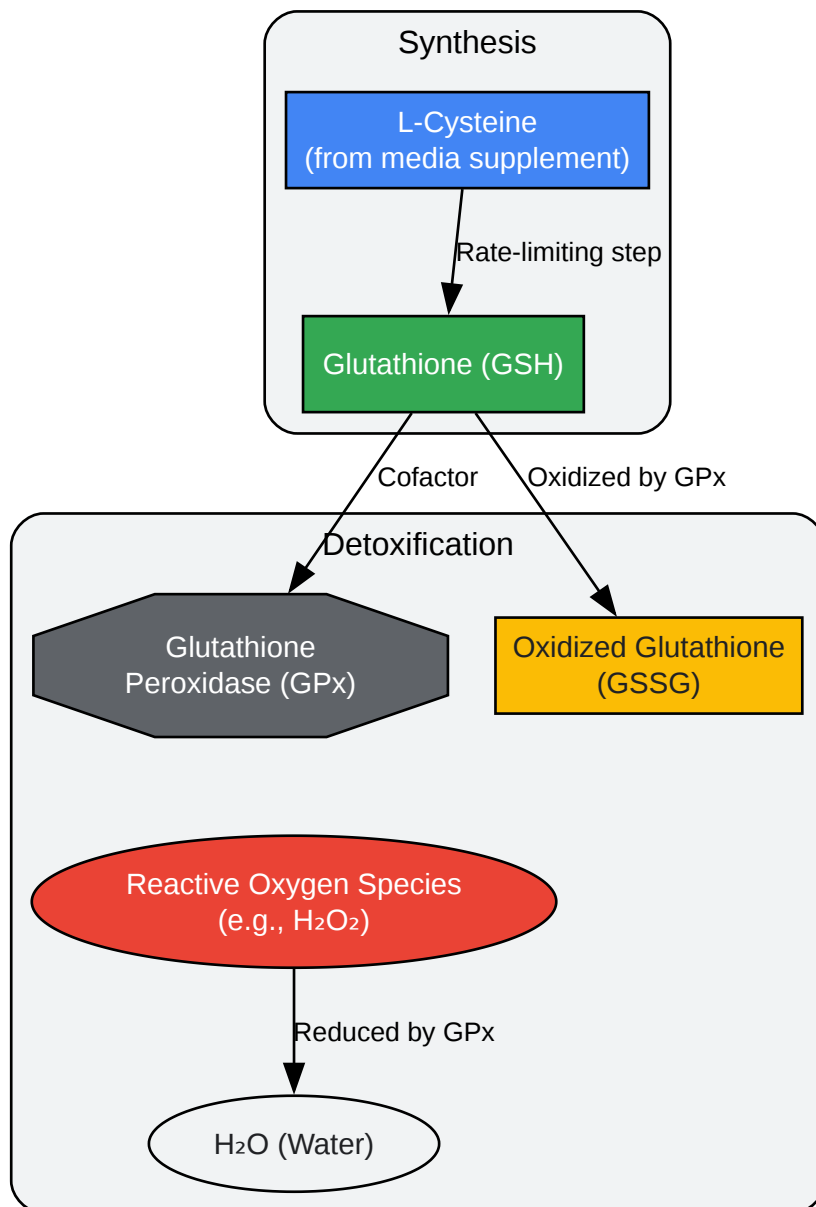 Synthesis
L-Cysteine
(from media supplement)
Rate-limiting step
Glutathione (GSH)
Cofactor
Oxidized by GPx
Detoxification
Glutathione
Peroxidase (GPx)
Oxidized Glutathione
(GSSG)
Reactive Oxygen Species
(e.g., H₂O₂)
Reduced by GPx
H₂O (Water)